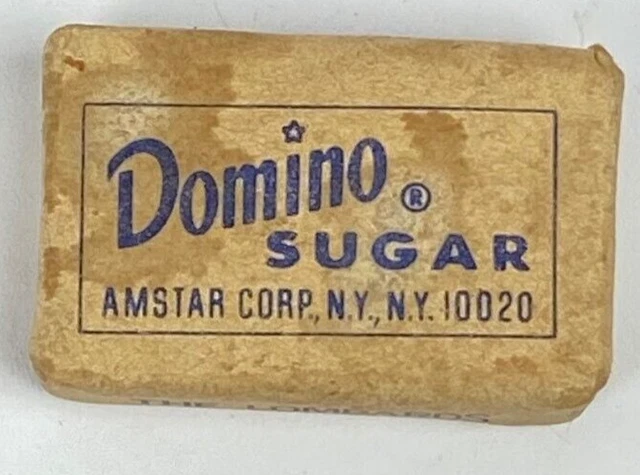 Domino ®
SUGAR
AMSTAR CORP., N.Y., N.Y. 10020